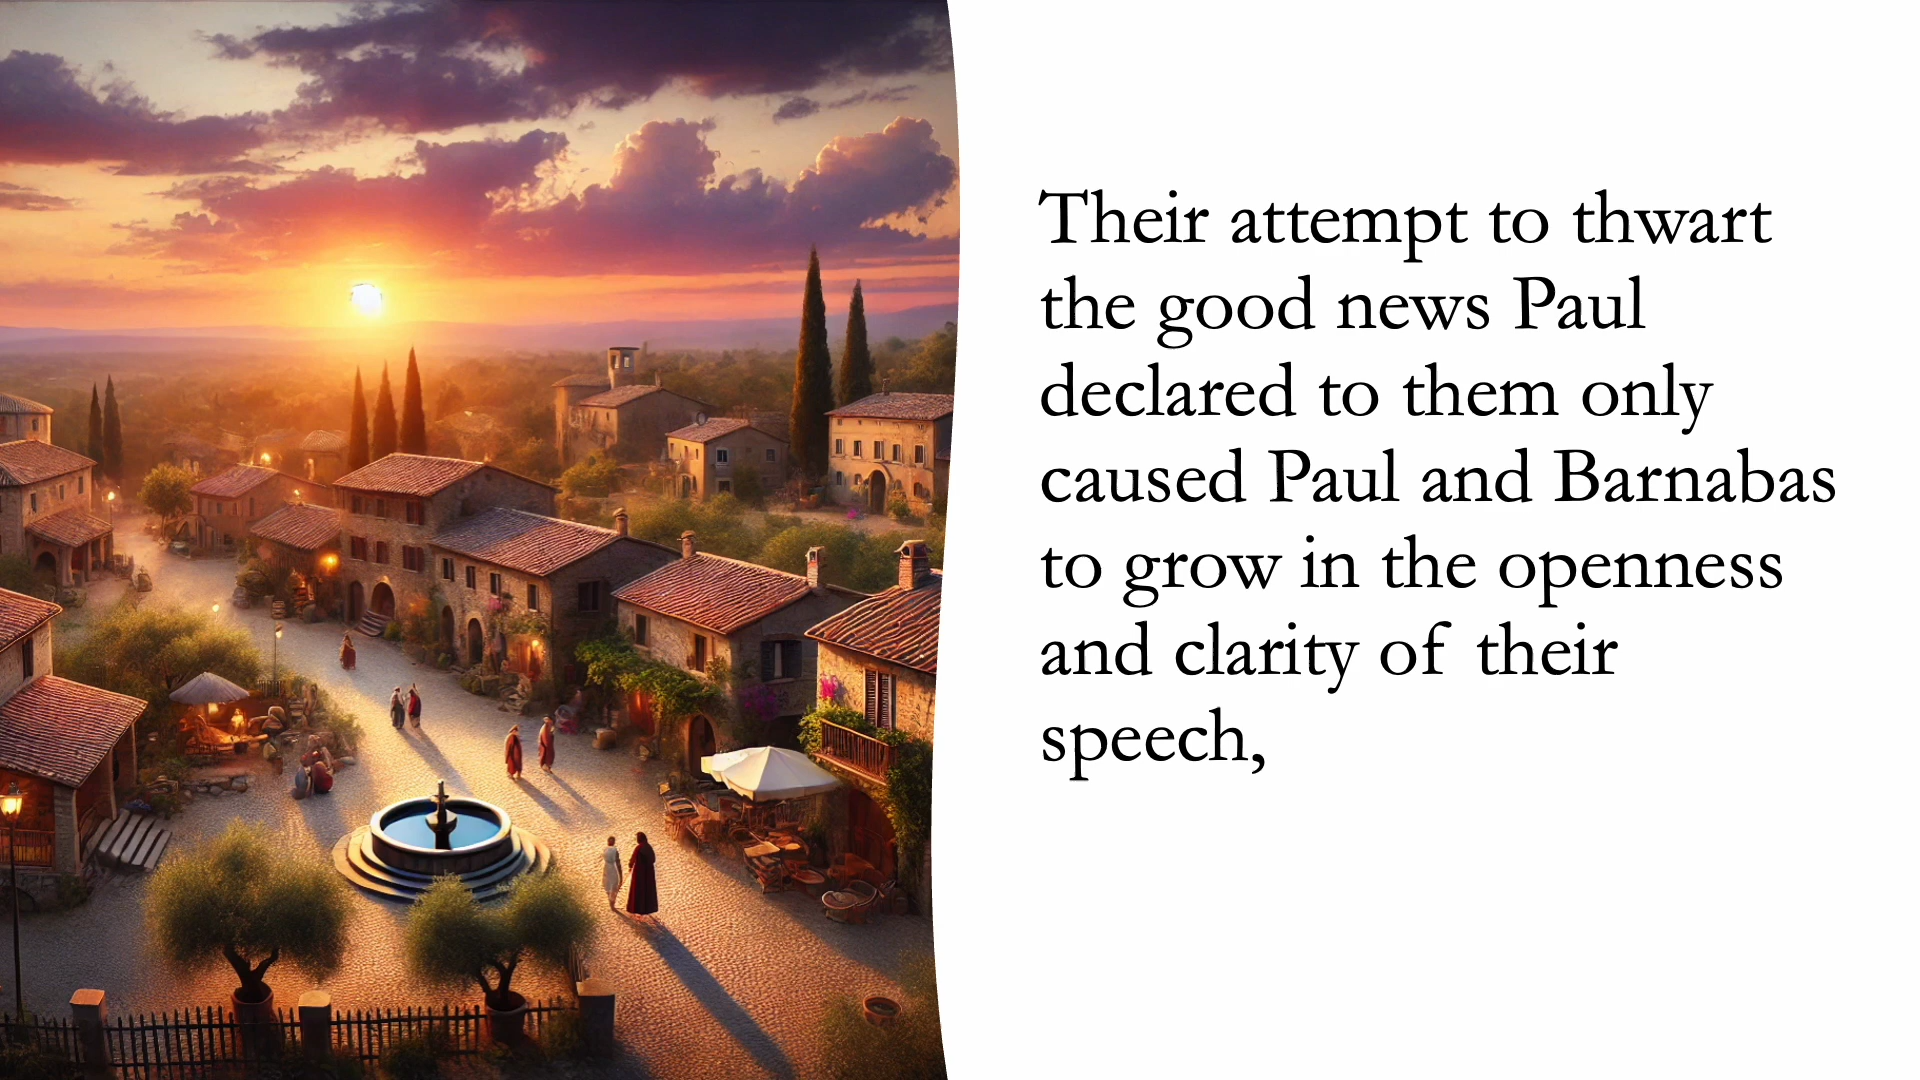 Their attempt to thwart
the good news Paul
declared to them only
caused Paul and Barnabas
to grow in the openness
and clarity of their
speech,